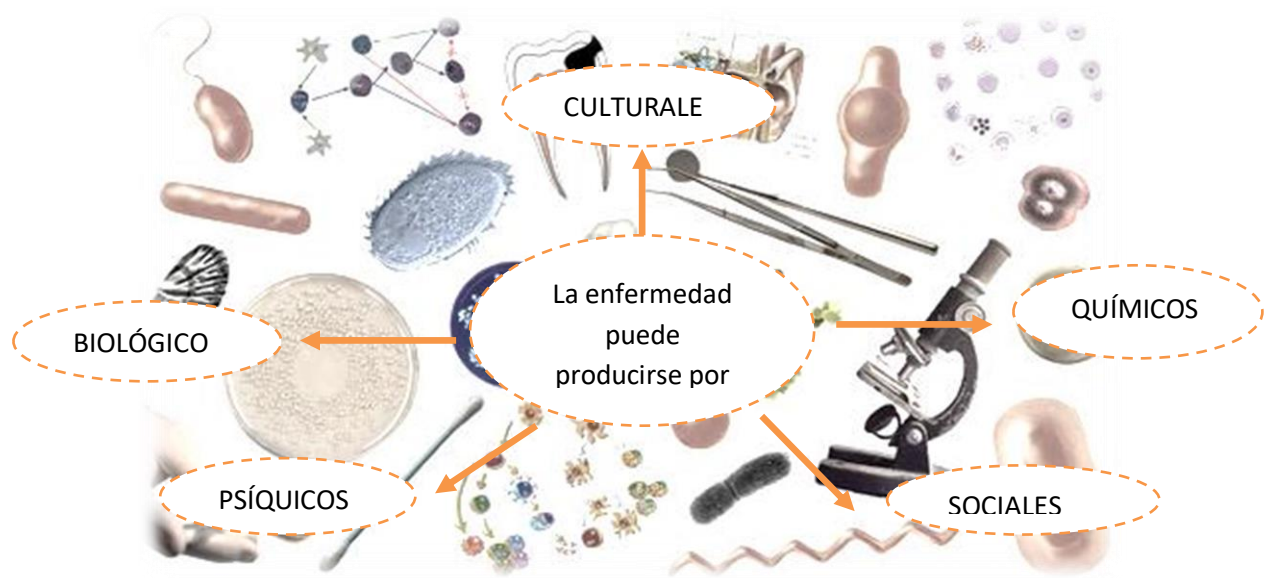 CULTURALE
La enfermedad
puede
producirse por
QUÍMICOS
BIOLÓGICO
PSÍQUICOS
SOCIALES